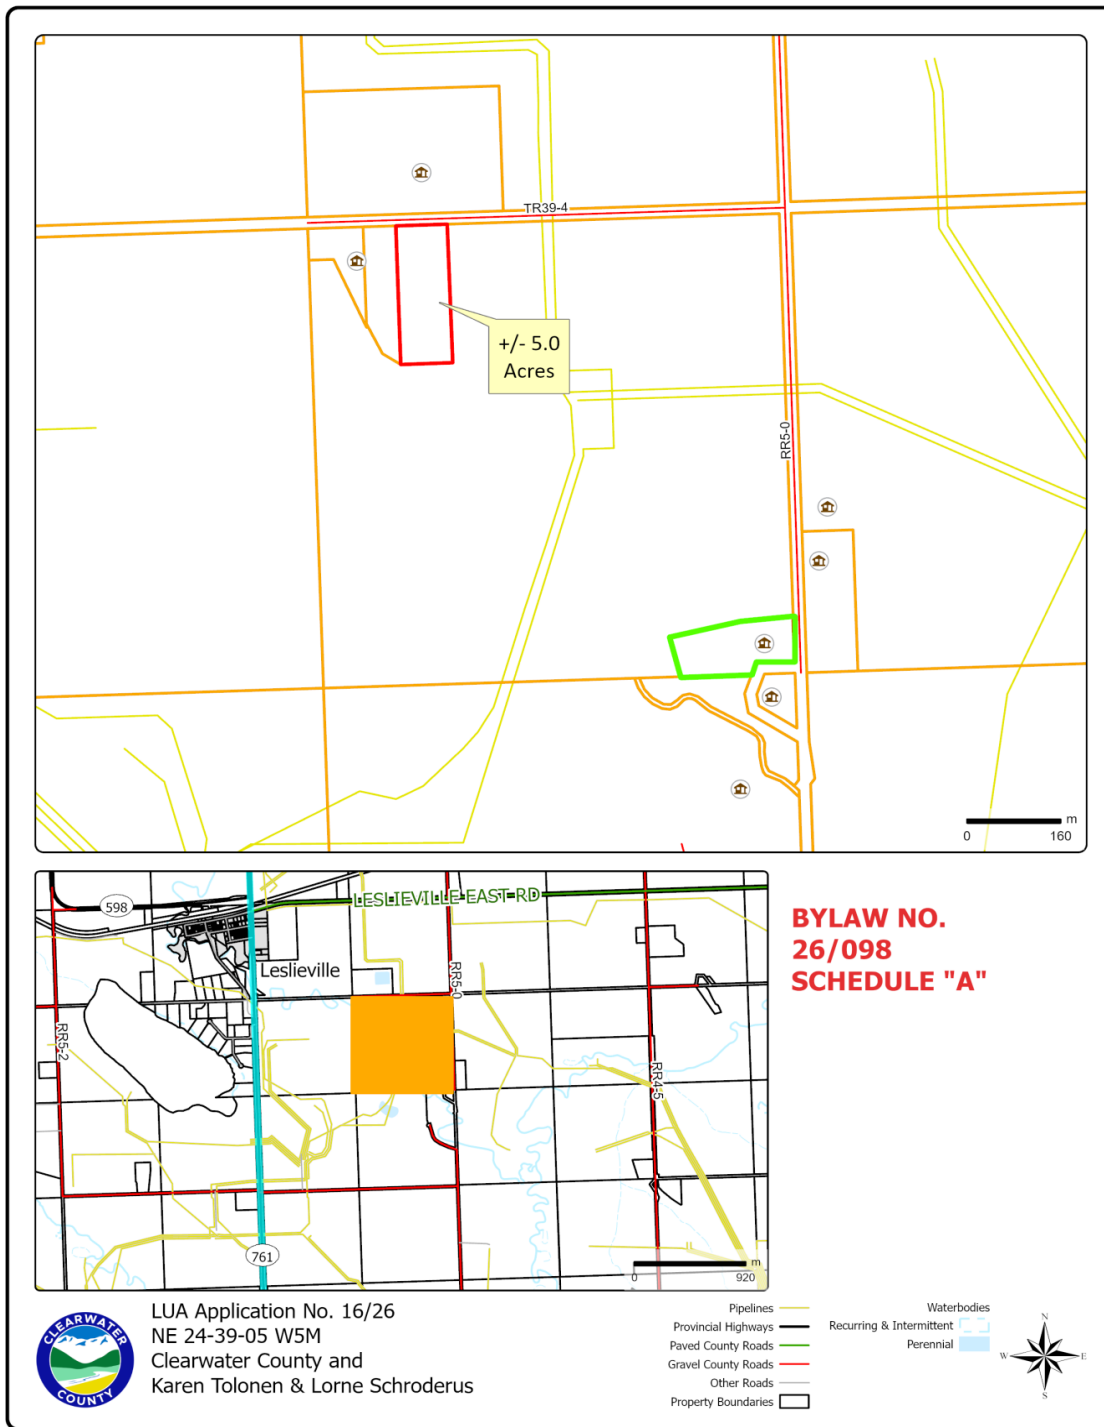 TR39-4
+/- 5.0
Acres
RR5-0
m
0 160
598
LESLIEVILLE EAST RD
Leslieville
RR5-0
RR5-2
RR4-5
761
m
0 920
BYLAW NO.
26/098
SCHEDULE "A"
CLEARWATER
COUNTY
LUA Application No. 16/26
NE 24-39-05 W5M
Clearwater County and
Karen Tolonen & Lorne Schroderus
Pipelines
Provincial Highways
Paved County Roads
Gravel County Roads
Other Roads
Property Boundaries
Waterbodies
Recurring & Intermittent
Perennial
N
W E
S